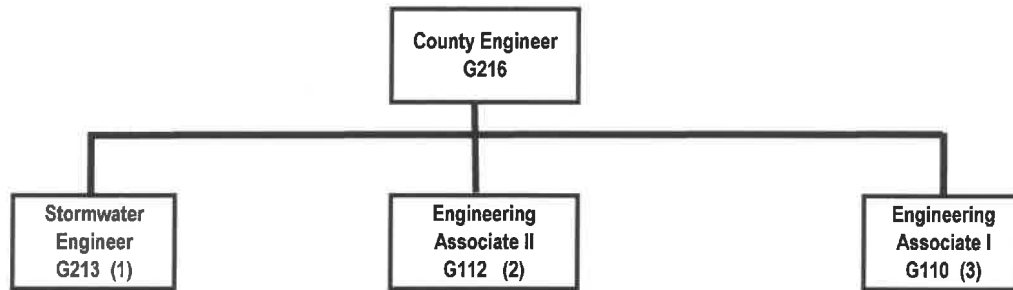 County Engineer
G216
Stormwater
Engineer
G213 (1)
Engineering
Associate II
G112 (2)
Engineering
Associate I
G110 (3)